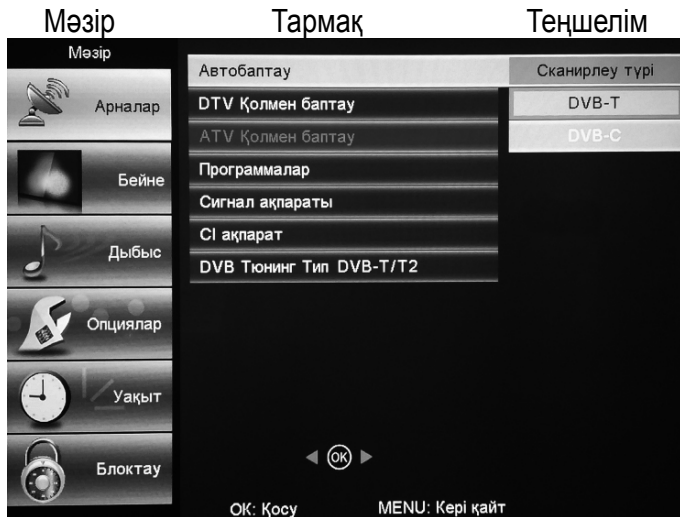 Мәзір Тармақ Теңшелім
Мәзір
Арналар
Бейне
Дыбыс
Опциялар
Уақыт
Блоктау
Автобаптау
DTV Қолмен баптау
ATV Қолмен баптау
Программалар
Сигнал ақпараты
CI ақпарат
DVB Тюнинг Тип DVB-T/T2
Сканирлеу түрі
DVB-T
DVB-C
OK
OK: Қосу MENU: Кері қайт